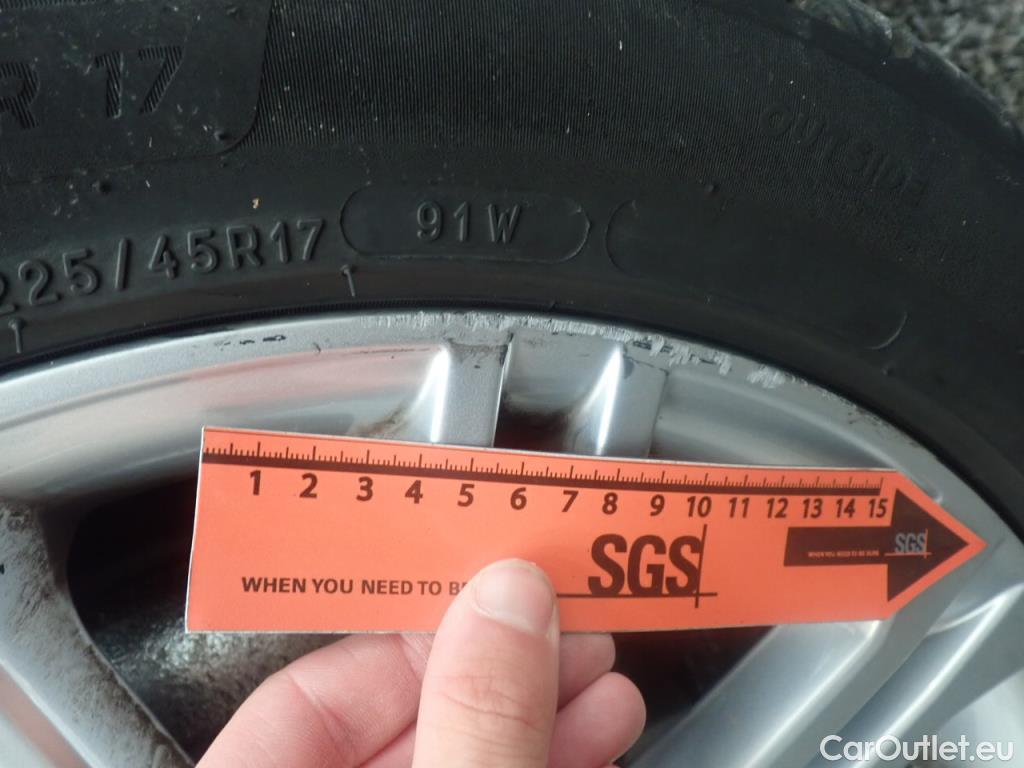 R 17
OUTSIDE
225/45R17
91W
1 2 3 4 5 6 7 8 9 10 11 12 13 14 15
SGS
SGS
WHEN YOU NEED TO B
CarOutlet.eu